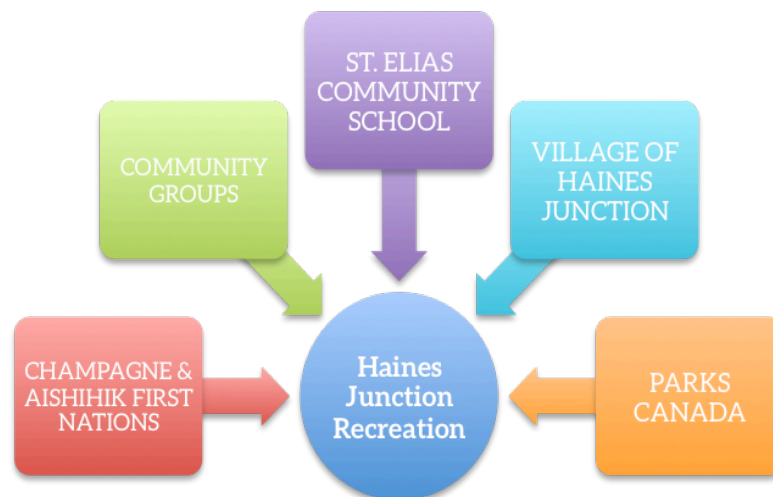 ST. ELIAS
COMMUNITY
SCHOOL
COMMUNITY
GROUPS
VILLAGE OF
HAINES
JUNCTION
CHAMPAGNE &
AISHIHIK FIRST
NATIONS
Haines
Junction
Recreation
PARKS
CANADA